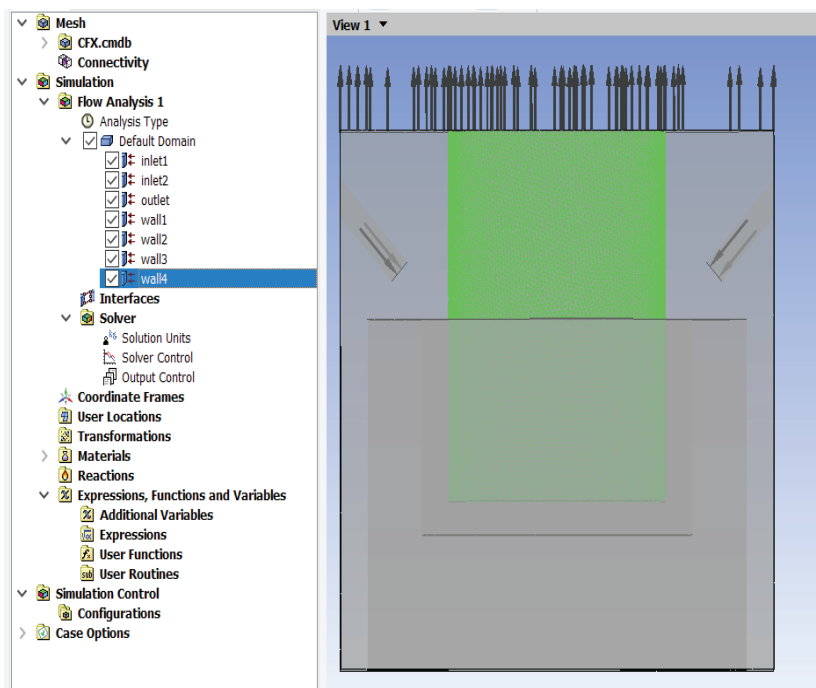 Mesh
CFX.cmdb
Connectivity
Simulation
Flow Analysis 1
Analysis Type
Default Domain
inlet1
inlet2
outlet
wall1
wall2
wall3
wall4
Interfaces
Solver
Solution Units
Solver Control
Output Control
Coordinate Frames
User Locations
Transformations
Materials
Reactions
Expressions, Functions and Variables
Additional Variables
Expressions
User Functions
User Routines
Simulation Control
Configurations
Case Options
View 1